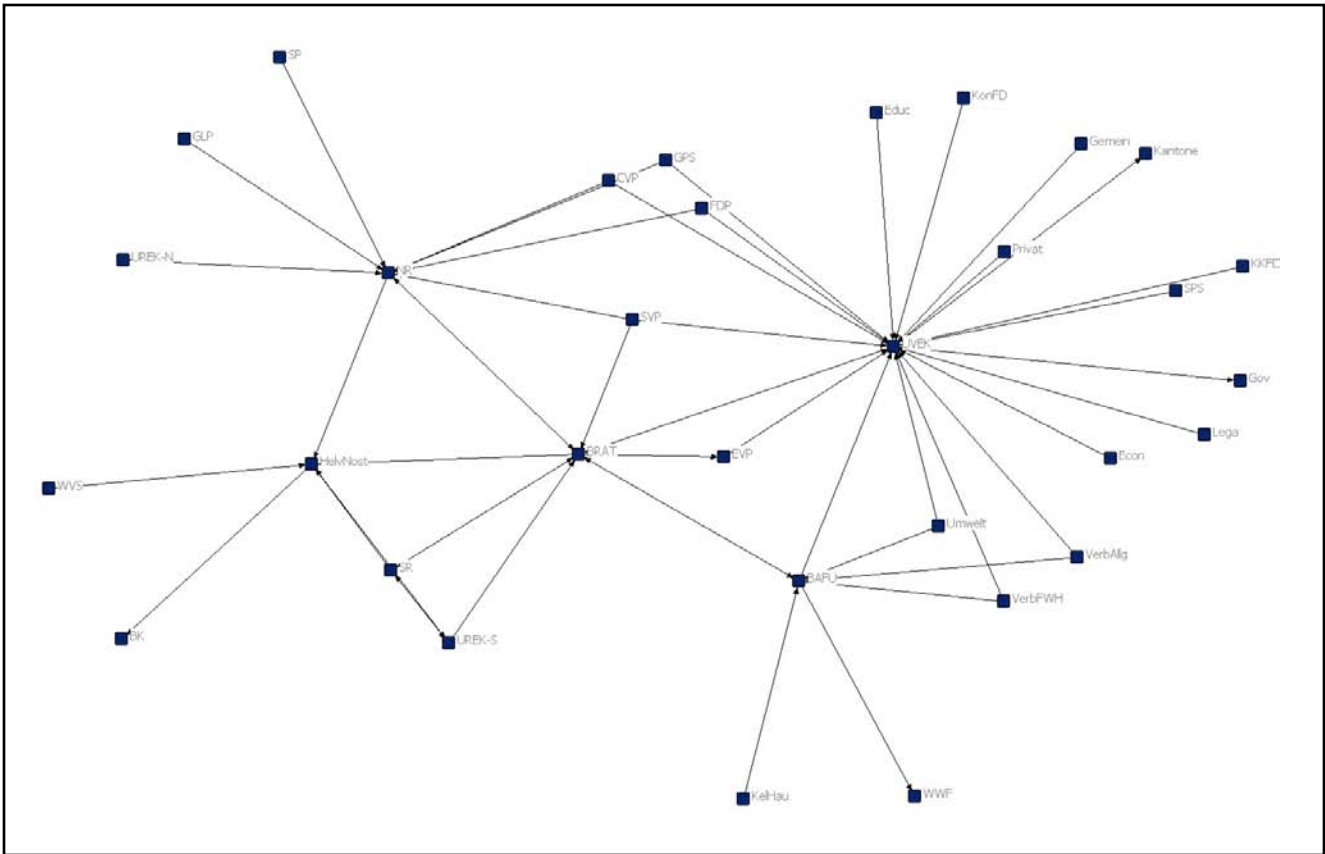 SP
KonFD
Educ
GLP
Gemein
Kantone
GPS
CVP
FDP
Privat
UREK-N
KKFE
NR
SPS
SVP
UVEK
Gov
Lega
BRAT
EVP
Econ
HelvNost
WVS
Umwelt
VerbAllg
SR
BAFU
VerbFWH
BK
UREK-S
KelHau
WWF